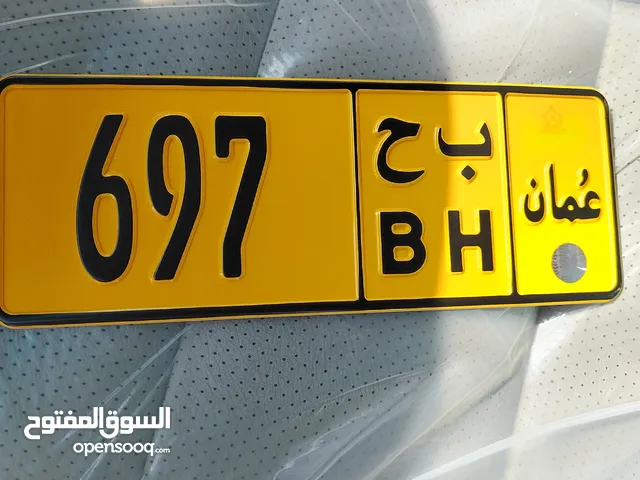 697
ب ح
BH
عُمان
السوق المفتوح
opensooq.com